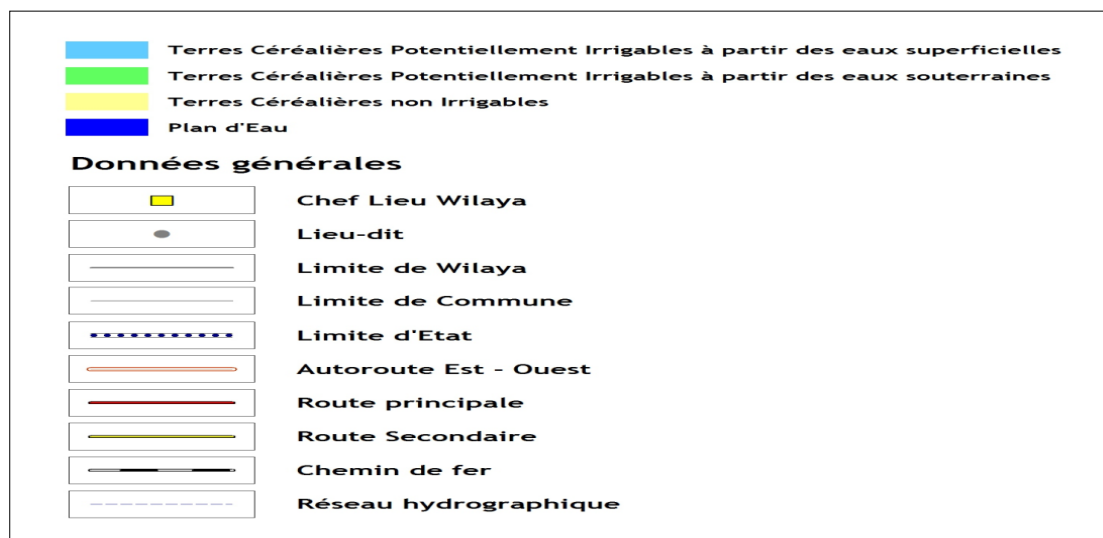 Terres Céréalières Potentiellement Irrigables à partir des eaux superficielles
Terres Céréalières Potentiellement Irrigables à partir des eaux souterraines
Terres Céréalières non Irrigables
Plan d'Eau
Données générales
Chef Lieu Wilaya
Lieu-dit
Limite de Wilaya
Limite de Commune
Limite d'Etat
Autoroute Est - Ouest
Route principale
Route Secondaire
Chemin de fer
Réseau hydrographique